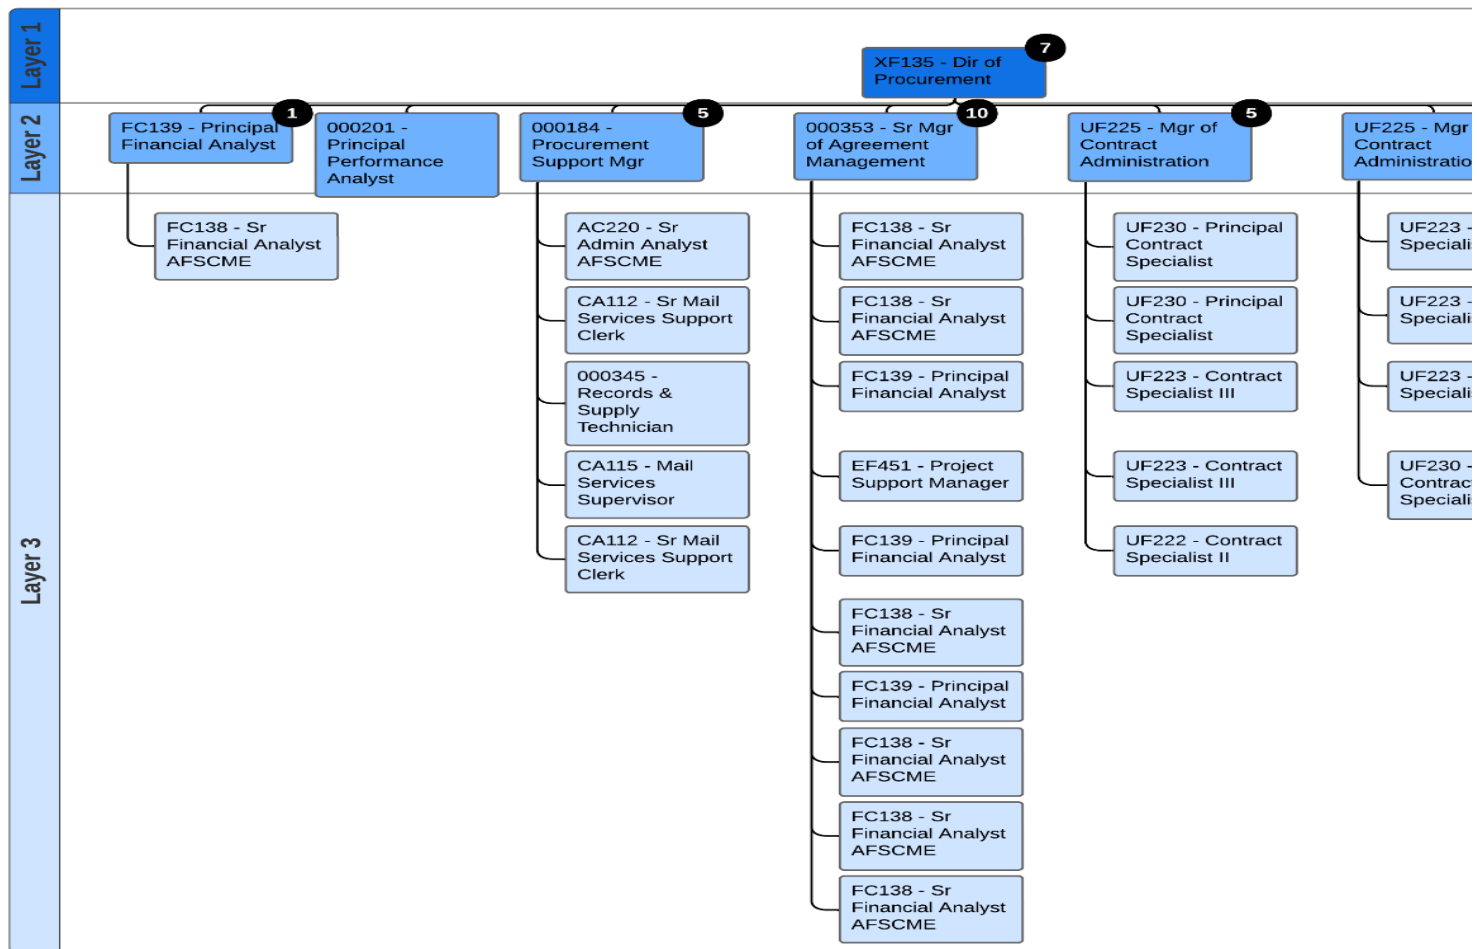 Layer 1
XF135 - Dir of
Procurement
7
Layer 2
FC139 - Principal
Financial Analyst
1
000201 -
Principal
Performance
Analyst
000184 -
Procurement
Support Mgr
5
000353 - Sr Mgr
of Agreement
Management
10
UF225 - Mgr of
Contract
Administration
5
UF225 - Mgr
Contract
Layer 3
FC138 - Sr
Financial Analyst
AFSCME
AC220 - Sr
Admin Analyst
AFSCME
CA112 - Sr Mail
Services Support
Clerk
000345 -
Records &
Supply
Technician
CA115 - Mail
Services
Supervisor
CA112 - Sr Mail
Services Support
Clerk
FC138 - Sr
Financial Analyst
AFSCME
FC138 - Sr
Financial Analyst
AFSCME
FC139 - Principal
Financial Analyst
EF451 - Project
Support Manager
FC139 - Principal
Financial Analyst
FC138 - Sr
Financial Analyst
AFSCME
FC139 - Principal
Financial Analyst
FC138 - Sr
Financial Analyst
AFSCME
FC138 - Sr
Financial Analyst
AFSCME
FC138 - Sr
Financial Analyst
AFSCME
UF230 - Principal
Contract
Specialist
UF230 - Principal
Contract
Specialist
UF223 - Contract
Specialist III
UF223 - Contract
Specialist III
UF222 - Contract
Specialist II
UF223 -
UF223 -
UF223 -
UF230 -